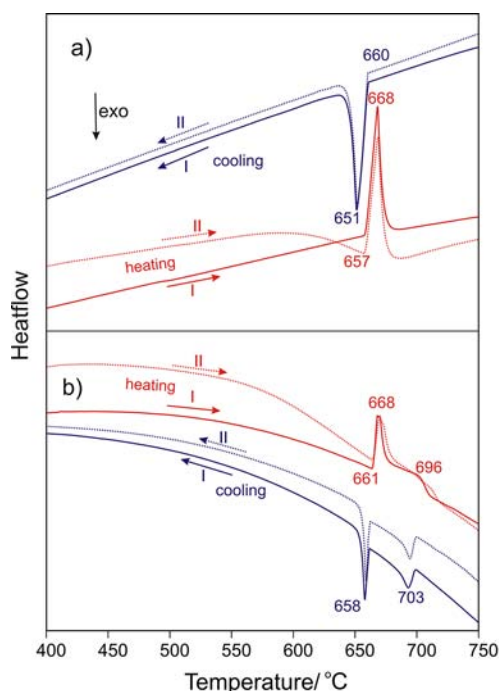 a)
660
668
exo
II
I
cooling
651
II
657
heating
I
Heatflow
b)
II
heating
668
I
II
661
696
I
cooling
658
703
400 450 500 550 600 650 700 750
Temperature/ °C